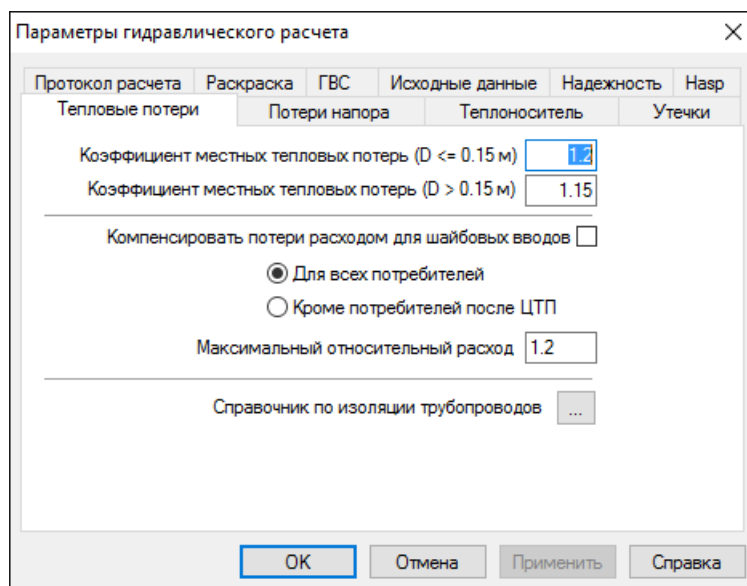 Параметры гидравлического расчета
Протокол расчета Раскраска ГВС Исходные данные Надежность Hasp
Тепловые потери Потери напора Теплоноситель Утечки
Коэффициент местных тепловых потерь (D <= 0.15 м) 1.2
Коэффициент местных тепловых потерь (D > 0.15 м) 1.15
Компенсировать потери расходом для шайбовых вводов
Для всех потребителей
Кроме потребителей после ЦТП
Максимальный относительный расход 1.2
Справочник по изоляции трубопроводов ...
OK Отмена Применить Справка